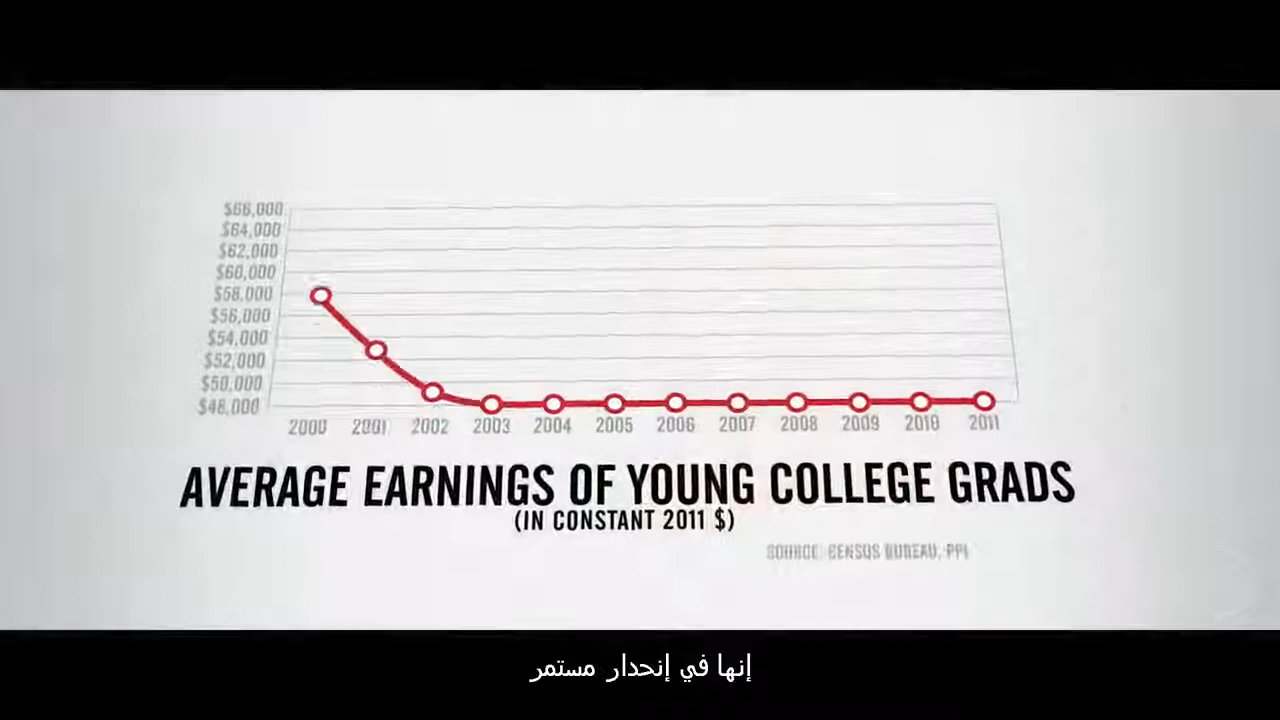 $66,000
$64,000
$62,000
$60,000
$58,000
$56,000
$54,000
$52,000
$50,000
$48,000
2000 2001 2002 2003 2004 2005 2006 2007 2008 2009 2010 2011
AVERAGE EARNINGS OF YOUNG COLLEGE GRADS
(IN CONSTANT 2011 $)
SOURCE: CENSUS BUREAU, PPI
إنها في إنحدار مستمر